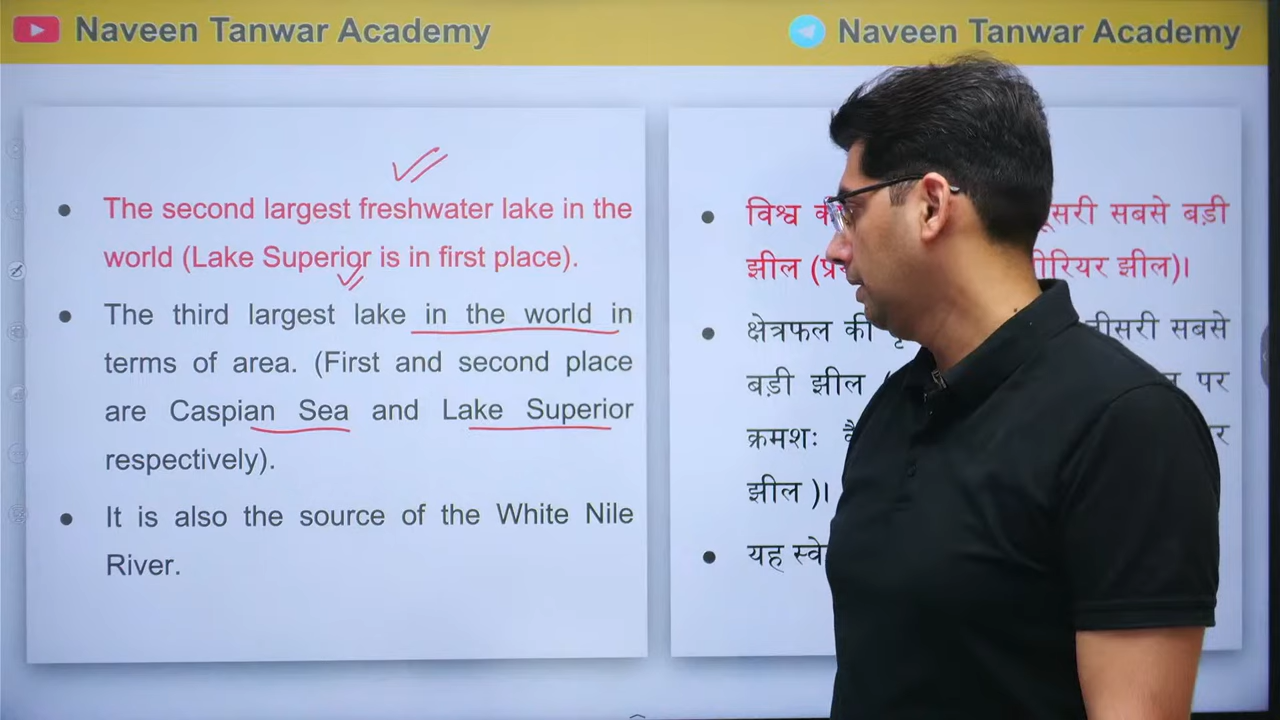 Naveen Tanwar Academy
Naveen Tanwar Academy
The second largest freshwater lake in the
world (Lake Superior is in first place).
The third largest lake in the world in
terms of area. (First and second place
are Caspian Sea and Lake Superior
respectively).
It is also the source of the White Nile
River.
विश्व सबसे बड़ी
झील झील)।
क्षेत्रफल की सबसे
बड़ी झील पर
क्रमशः
झील )।
यह